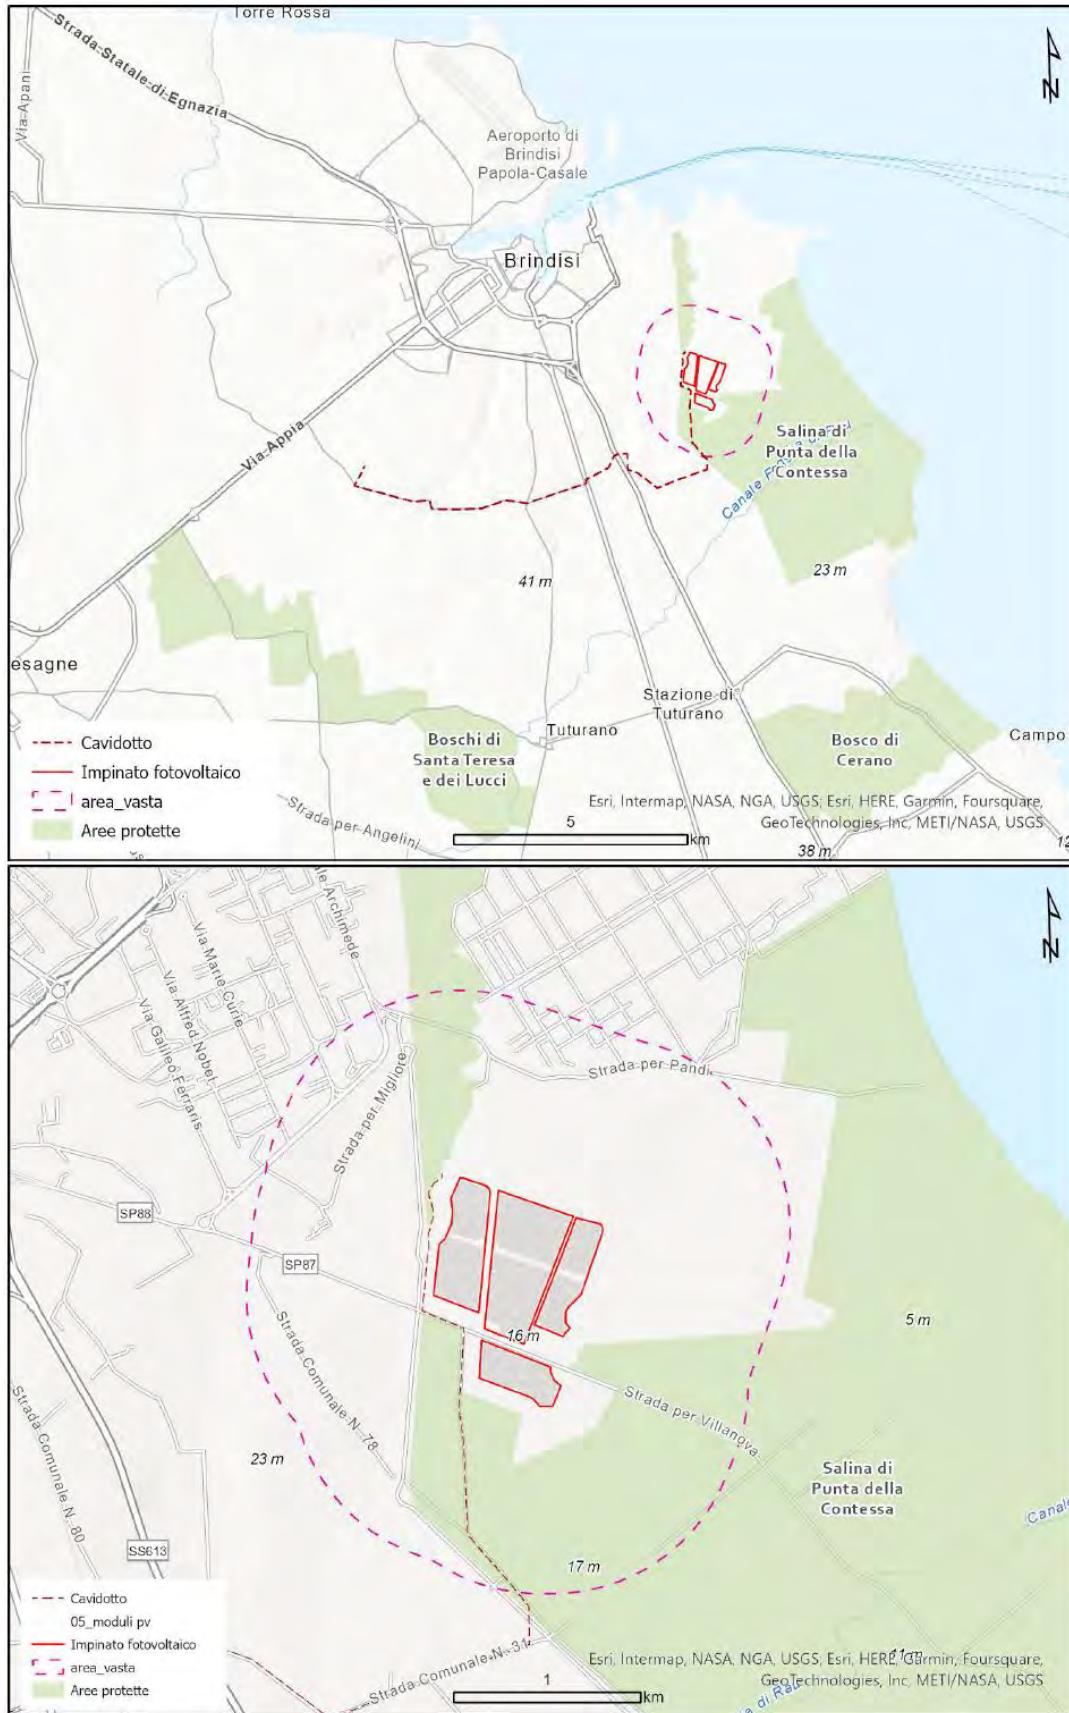 Torre Rossa
Strada-Statale-di-Egnazia
Via-Apani
Aeroporto di
Brindisi
Papola-Casale
N
Brindisi
Via-Appia
Salina di
Punta della
Contessa
23 m
41 m
esagne
Stazione di
Tuturano
Tuturano
Boschi di
Santa Teresa
e dei Lucci
Bosco di
Cerano
Campo
Cavidotto
Impinato fotovoltaico
area_vasta
Aree protette
Strada per Angelini
Esri, Intermap, NASA, NGA, USGS; Esri, HERE, Garmin, Foursquare,
GeoTechnologies, Inc, METI/NASA, USGS
5
km
38 m
12
le Archimede
Via-Marie Curie
Via Alfred Nobel
Via Galileo Ferraris
Strada per Migliore
Strada per Pandi
N
SP88
SP87
16 m
5 m
Strada Comunale N. 78
Strada per Villanova
Strada Comunale N. 80
23 m
Salina di
Punta della
Contessa
Canale
SS613
17 m
Cavidotto
05_moduli pv
Impinato fotovoltaico
area_vasta
Aree protette
Strada Comunale N. 31
11 m
Esri, Intermap, NASA, NGA, USGS; Esri, HERE, Garmin, Foursquare,
GeoTechnologies, Inc, METI/NASA, USGS
1
km